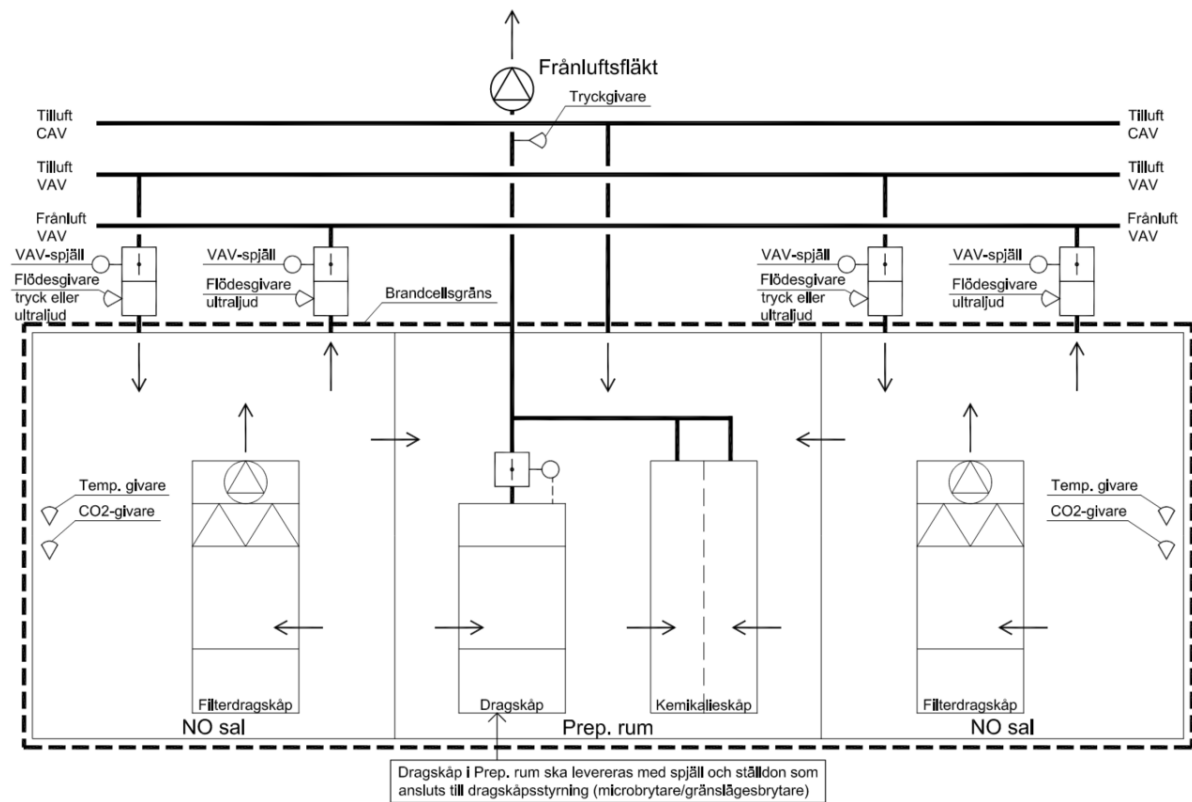 Frånluftsfläkt
Tryckgivare
Tilluft
CAV
Tilluft
CAV
Tilluft
VAV
Tilluft
VAV
Frånluft
VAV
Frånluft
VAV
VAV-spjäll
VAV-spjäll
VAV-spjäll
VAV-spjäll
Flödesgivare
tryck eller
ultraljud
Flödesgivare
ultraljud
Flödesgivare
tryck eller
ultraljud
Flödesgivare
ultraljud
Brandcellsgräns
Temp. givare
CO2-givare
Temp. givare
CO2-givare
Filterdragskåp
Dragskåp
Kemikalieskåp
Filterdragskåp
NO sal
Prep. rum
NO sal
Dragskåp i Prep. rum ska levereras med spjäll och ställdon som
ansluts till dragskåpsstyrning (microbrytare/gränslägesbrytare)